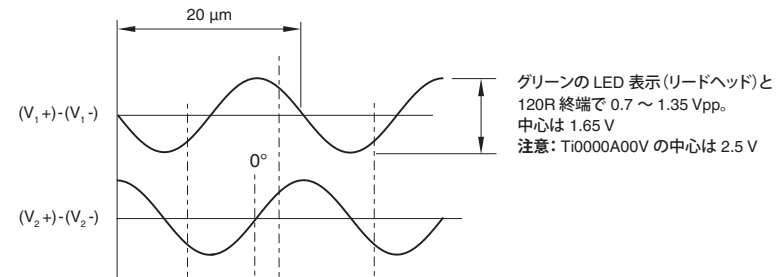 20 µm
グリーンの LED 表示（リードヘッド）と
120R 終端で 0.7 ～ 1.35 Vpp。
中心は 1.65 V
注意： Ti0000A00V の中心は 2.5 V
(V₁+)-(V₁-)
0°
(V₂+)-(V₂-)